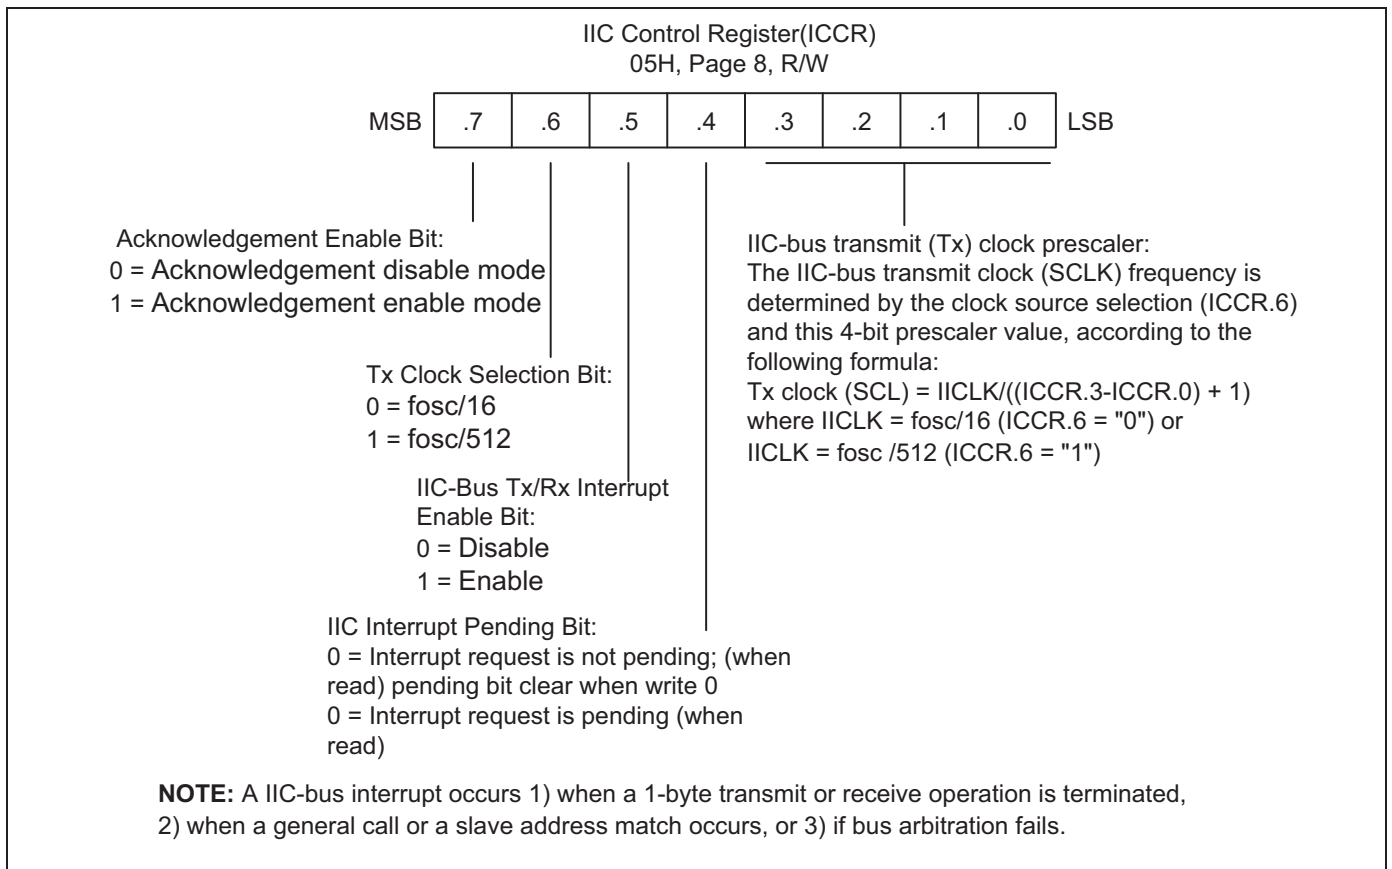 IIC Control Register(ICCR)
05H, Page 8, R/W
MSB .7 .6 .5 .4 .3 .2 .1 .0 LSB
Acknowledgement Enable Bit:
0 = Acknowledgement disable mode
1 = Acknowledgement enable mode
Tx Clock Selection Bit:
0 = fosc/16
1 = fosc/512
IIC-Bus Tx/Rx Interrupt
Enable Bit:
0 = Disable
1 = Enable
IIC Interrupt Pending Bit:
0 = Interrupt request is not pending; (when
read) pending bit clear when write 0
0 = Interrupt request is pending (when
read)
IIC-bus transmit (Tx) clock prescaler:
The IIC-bus transmit clock (SCLK) frequency is
determined by the clock source selection (ICCR.6)
and this 4-bit prescaler value, according to the
following formula:
Tx clock (SCL) = IICLK/((ICCR.3-ICCR.0) + 1)
where IICLK = fosc/16 (ICCR.6 = "0") or
IICLK = fosc /512 (ICCR.6 = "1")
NOTE: A IIC-bus interrupt occurs 1) when a 1-byte transmit or receive operation is terminated,
2) when a general call or a slave address match occurs, or 3) if bus arbitration fails.